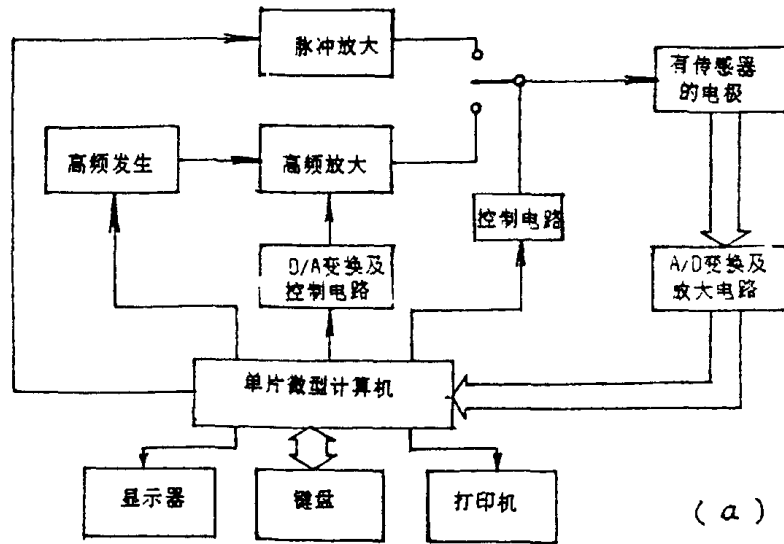 脉冲放大
有传感器
的电极
高频发生
高频放大
控制电路
D/A变换及
控制电路
A/D变换及
放大电路
单片微型计算机
显示器
键盘
打印机
(a)